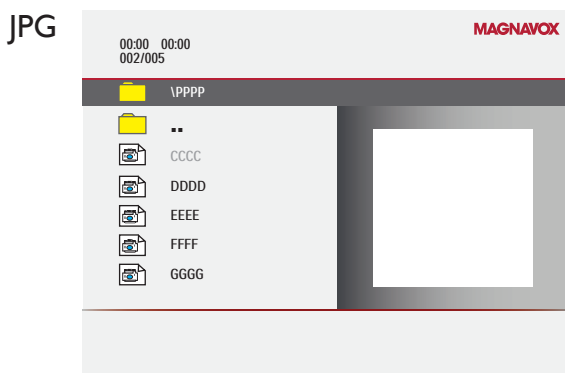 JPG
MAGNAVOX
00:00 00:00
002/005
\PPPP
..
CCCC
DDDD
EEEE
FFFF
GGGG